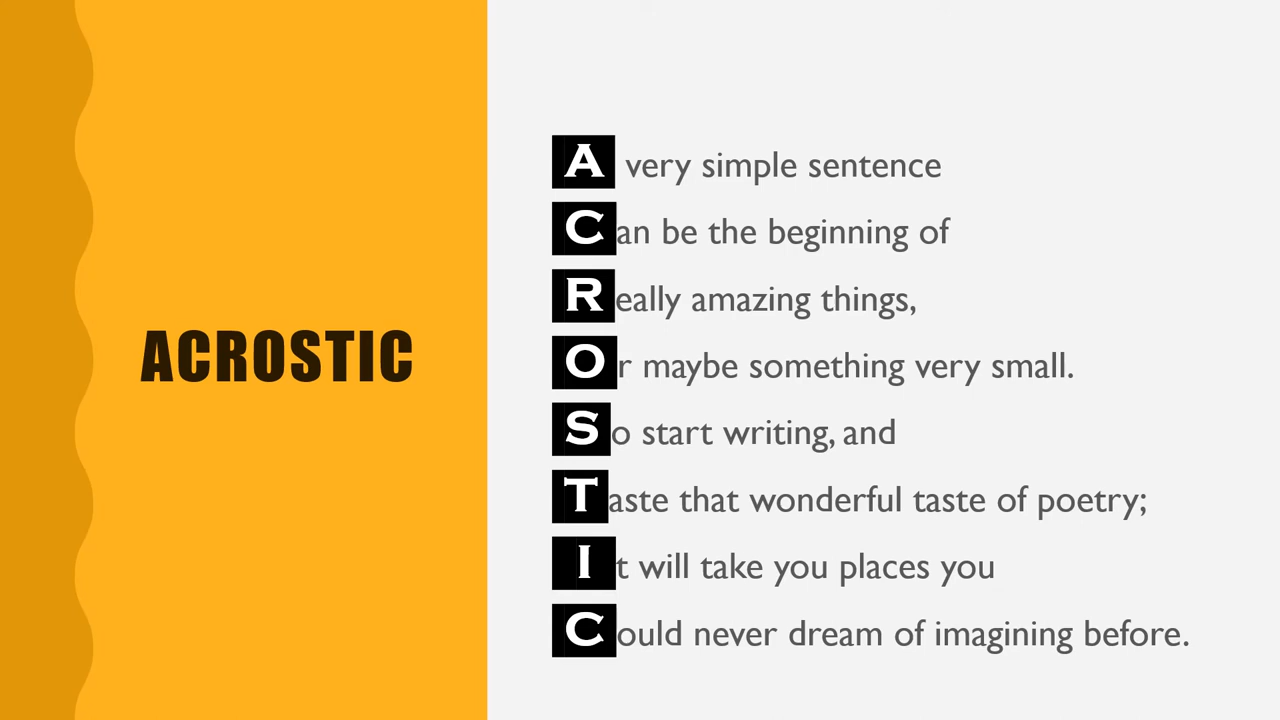 ACROSTIC
A very simple sentence
Can be the beginning of
Really amazing things,
Or maybe something very small.
So start writing, and
Taste that wonderful taste of poetry;
It will take you places you
Could never dream of imagining before.